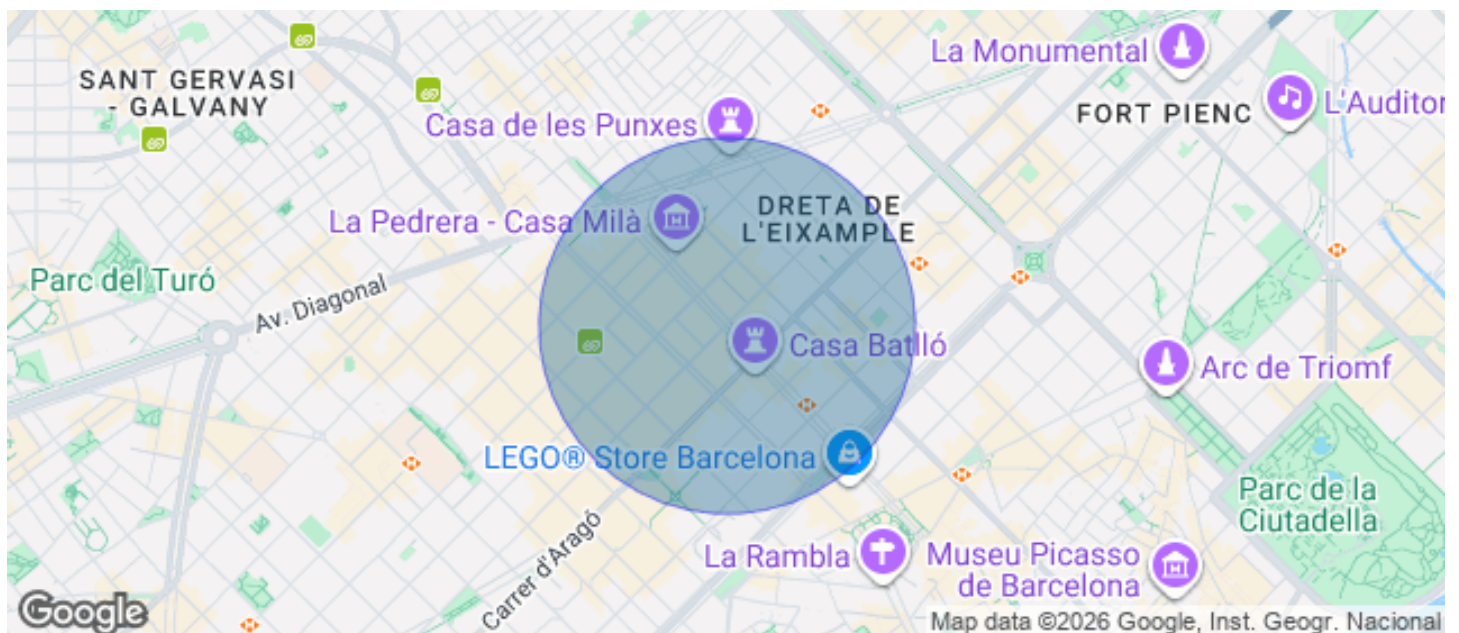 La Monumental
SANT GERVASI
- GALVANY
FORT PIENC
L'Auditor
Casa de les Punxes
La Pedrera - Casa Milà
DRETA DE
L'EIXAMPLE
Parc del Turó
Av. Diagonal
Casa Batlló
Arc de Triomf
LEGO® Store Barcelona
Parc de la
Ciutadella
Carrer d'Aragó
La Rambla
Museu Picasso
de Barcelona
Google
Map data ©2026 Google, Inst. Geogr. Nacional